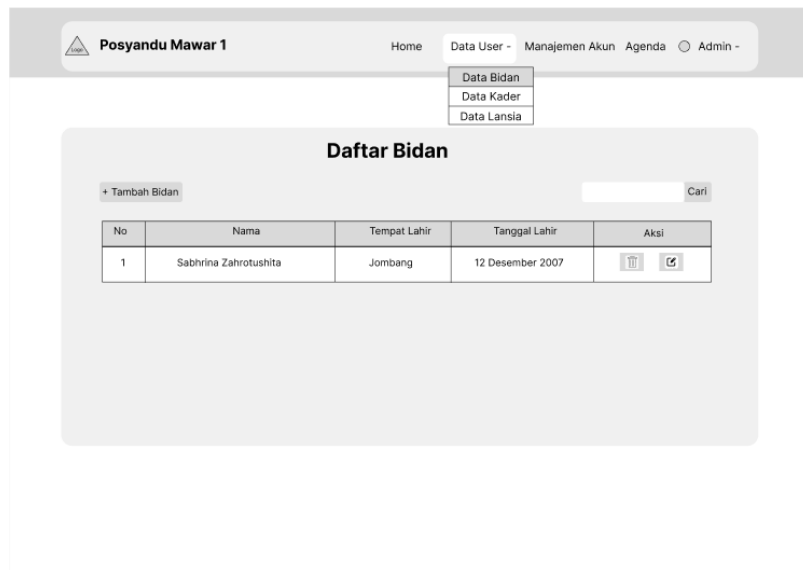 Logo Posyandu Mawar 1 Home Data User - Manajemen Akun Agenda Admin -
Data Bidan
Data Kader
Data Lansia
Daftar Bidan
+ Tambah Bidan Cari
No Nama Tempat Lahir Tanggal Lahir Aksi
1 Sabhrina Zahrotushita Jombang 12 Desember 2007